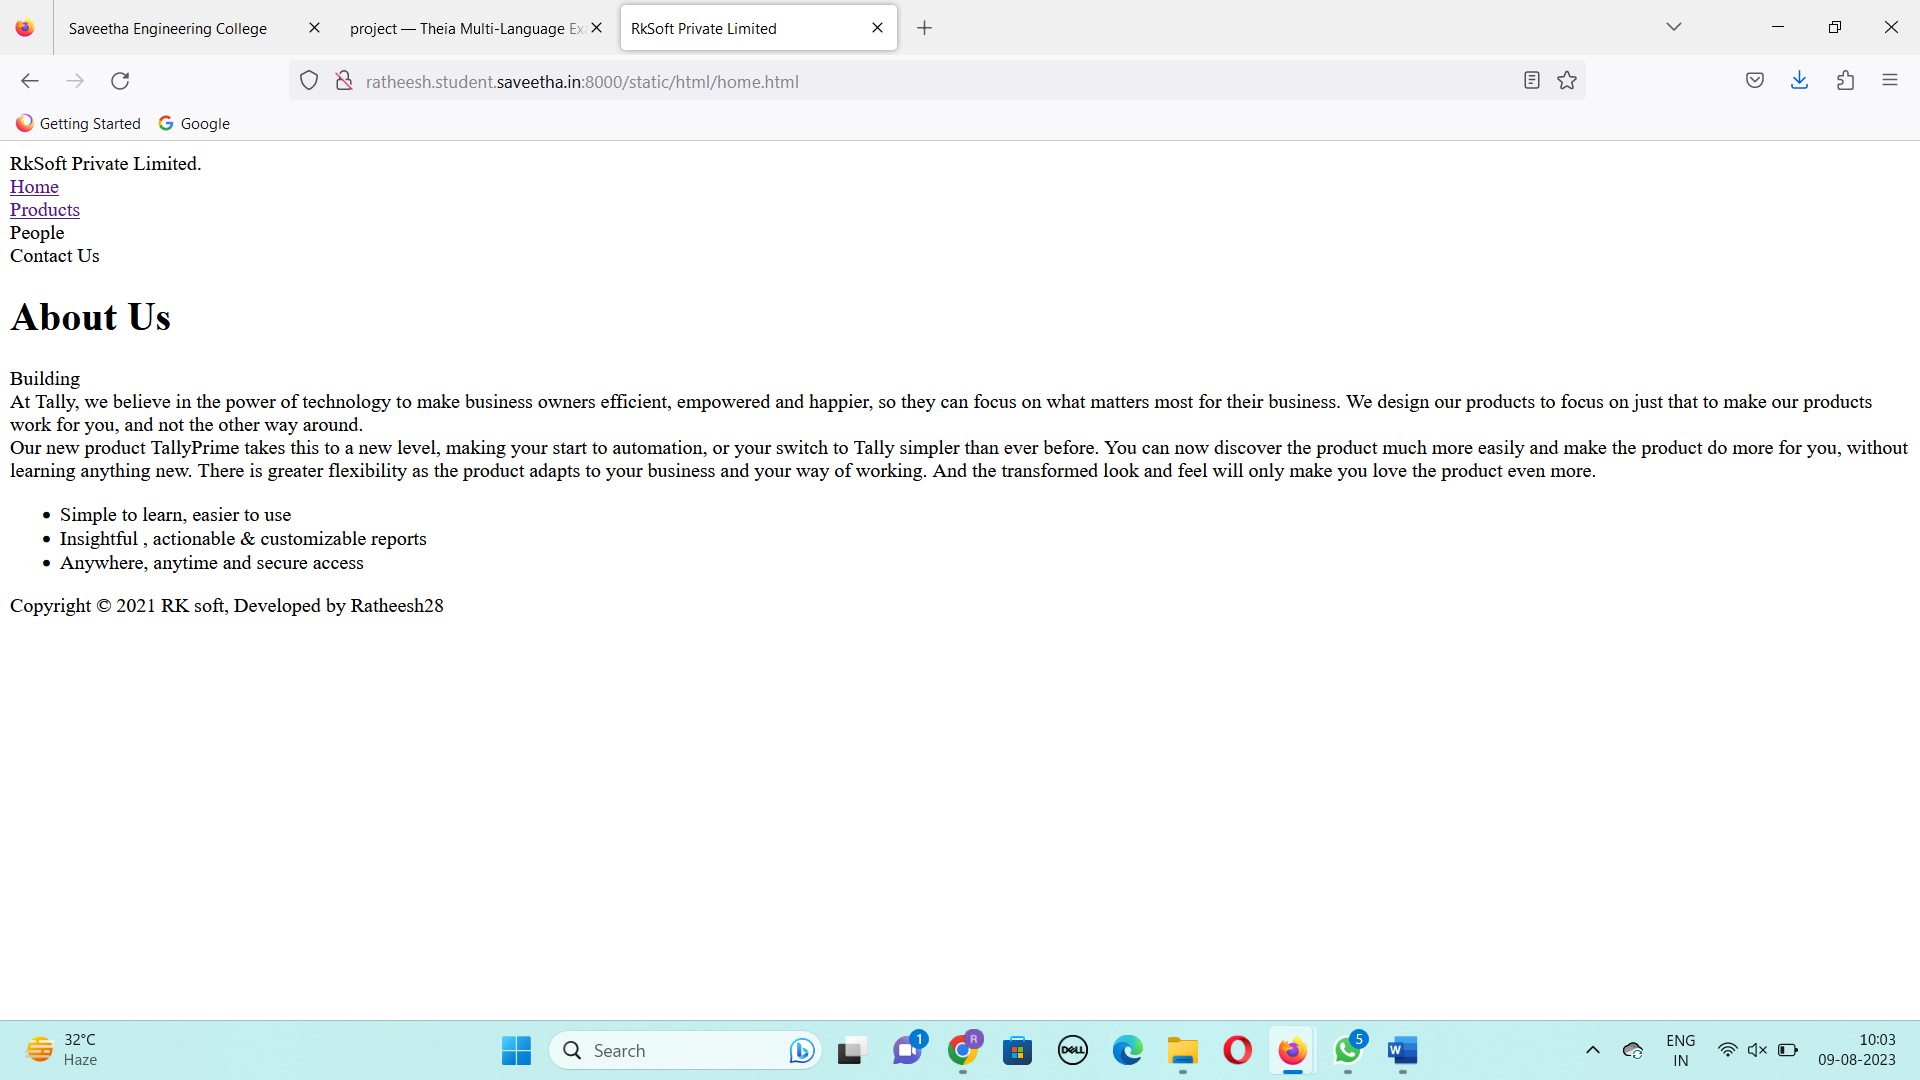 Saveetha Engineering College
project — Theia Multi-Language Ex
RkSoft Private Limited
ratheesh.student.saveetha.in:8000/static/html/home.html
Getting Started
Google
RkSoft Private Limited.
Home
Products
People
Contact Us
About Us
Building
At Tally, we believe in the power of technology to make business owners efficient, empowered and happier, so they can focus on what matters most for their business. We design our products to focus on just that to make our products
work for you, and not the other way around.
Our new product TallyPrime takes this to a new level, making your start to automation, or your switch to Tally simpler than ever before. You can now discover the product much more easily and make the product do more for you, without
learning anything new. There is greater flexibility as the product adapts to your business and your way of working. And the transformed look and feel will only make you love the product even more.
• Simple to learn, easier to use
• Insightful , actionable & customizable reports
• Anywhere, anytime and secure access
Copyright © 2021 RK soft, Developed by Ratheesh28
32°C
Haze
Search
1
R
DELL
5
W
ENG
IN
10:03
09-08-2023